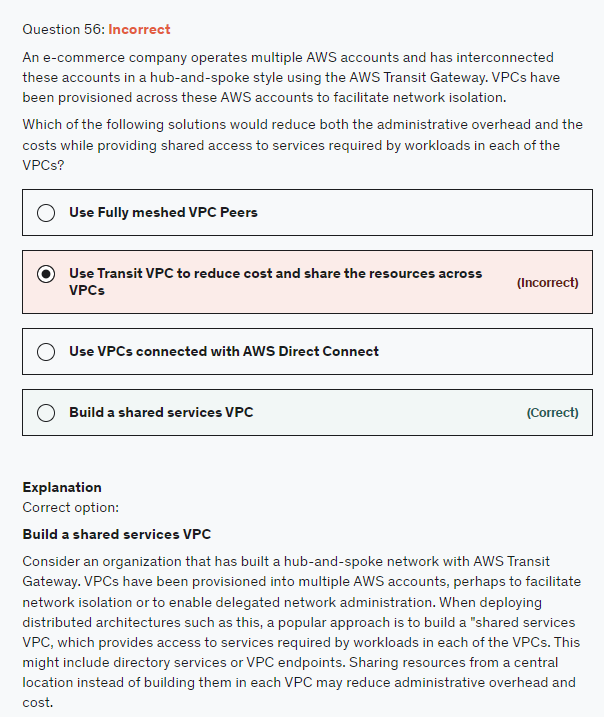 Question 56: Incorrect
An e-commerce company operates multiple AWS accounts and has interconnected
these accounts in a hub-and-spoke style using the AWS Transit Gateway. VPCs have
been provisioned across these AWS accounts to facilitate network isolation.
Which of the following solutions would reduce both the administrative overhead and the
costs while providing shared access to services required by workloads in each of the
VPCs?
Use Fully meshed VPC Peers
Use Transit VPC to reduce cost and share the resources across
VPCs
(Incorrect)
Use VPCs connected with AWS Direct Connect
Build a shared services VPC
(Correct)
Explanation
Correct option:
Build a shared services VPC
Consider an organization that has built a hub-and-spoke network with AWS Transit
Gateway. VPCs have been provisioned into multiple AWS accounts, perhaps to facilitate
network isolation or to enable delegated network administration. When deploying
distributed architectures such as this, a popular approach is to build a "shared services
VPC, which provides access to services required by workloads in each of the VPCs. This
might include directory services or VPC endpoints. Sharing resources from a central
location instead of building them in each VPC may reduce administrative overhead and
cost.